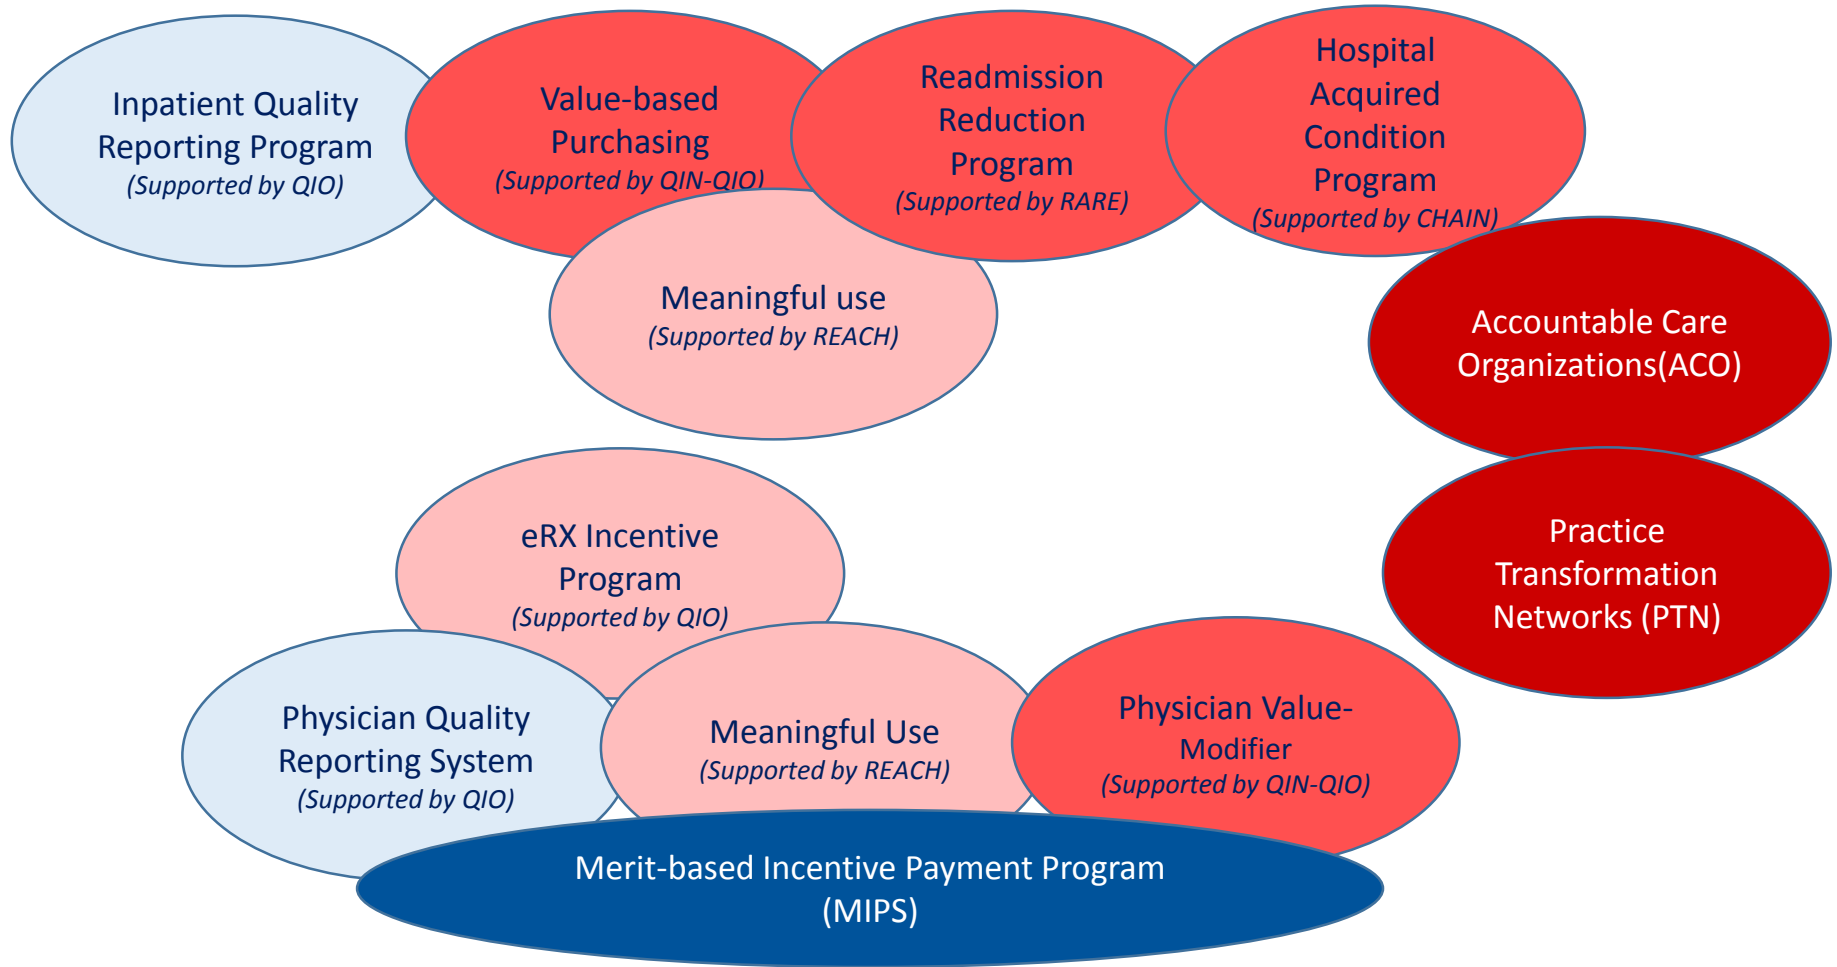 Inpatient Quality
Reporting Program
(Supported by QIO)
Value-based
Purchasing
(Supported by QIN-QIO)
Readmission
Reduction
Program
(Supported by RARE)
Hospital
Acquired
Condition
Program
(Supported by CHAIN)
Meaningful use
(Supported by REACH)
Accountable Care
Organizations(ACO)
eRX Incentive
Program
(Supported by QIO)
Practice
Transformation
Networks (PTN)
Physician Quality
Reporting System
(Supported by QIO)
Meaningful Use
(Supported by REACH)
Physician Value-
Modifier
(Supported by QIN-QIO)
Merit-based Incentive Payment Program
(MIPS)